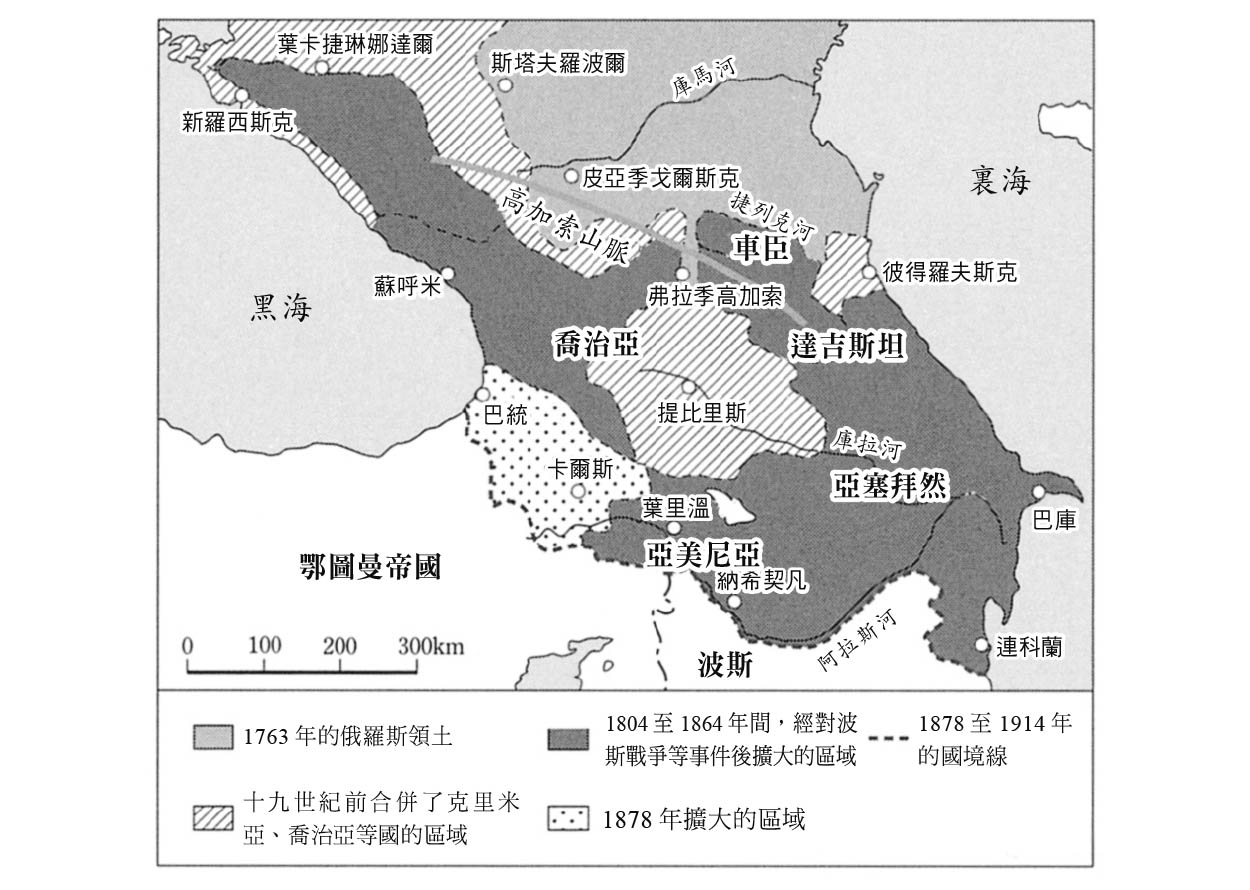 葉卡捷琳娜達爾
斯塔夫羅波爾
庫馬河
新羅西斯克
皮亞季戈爾斯克
裏海
高加索山脈
捷列克河
車臣
蘇呼米
弗拉季高加索
彼得羅夫斯克
黑海
喬治亞
達吉斯坦
巴統
提比里斯
庫拉河
卡爾斯
亞塞拜然
葉里溫
巴庫
鄂圖曼帝國
亞美尼亞
納希契凡
阿拉斯河
連科蘭
波斯
0 100 200 300km
1763 年的俄羅斯領土
1804 至 1864 年間，經對波
斯戰爭等事件後擴大的區域
1878 至 1914 年
的國境線
十九世紀前合併了克里米
亞、喬治亞等國的區域
1878 年擴大的區域